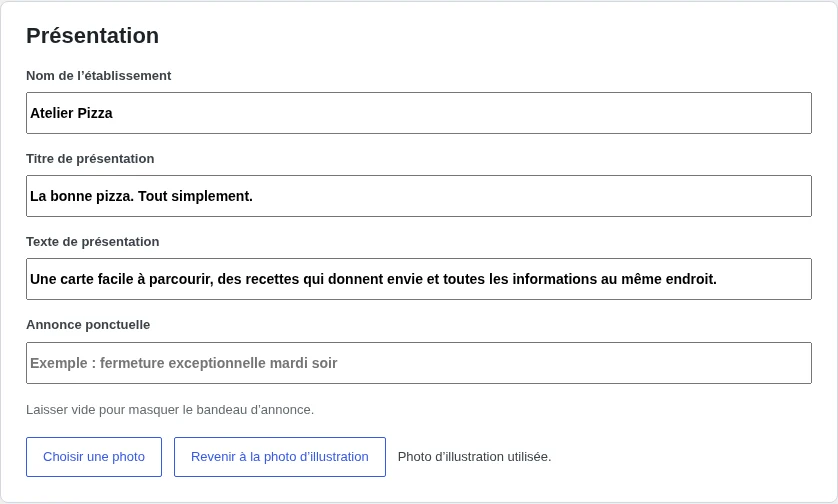 Présentation
Nom de l’établissement
Atelier Pizza
Titre de présentation
La bonne pizza. Tout simplement.
Texte de présentation
Une carte facile à parcourir, des recettes qui donnent envie et toutes les informations au même endroit.
Annonce ponctuelle
Exemple : fermeture exceptionnelle mardi soir
Laisser vide pour masquer le bandeau d’annonce.
Choisir une photo Revenir à la photo d’illustration Photo d’illustration utilisée.